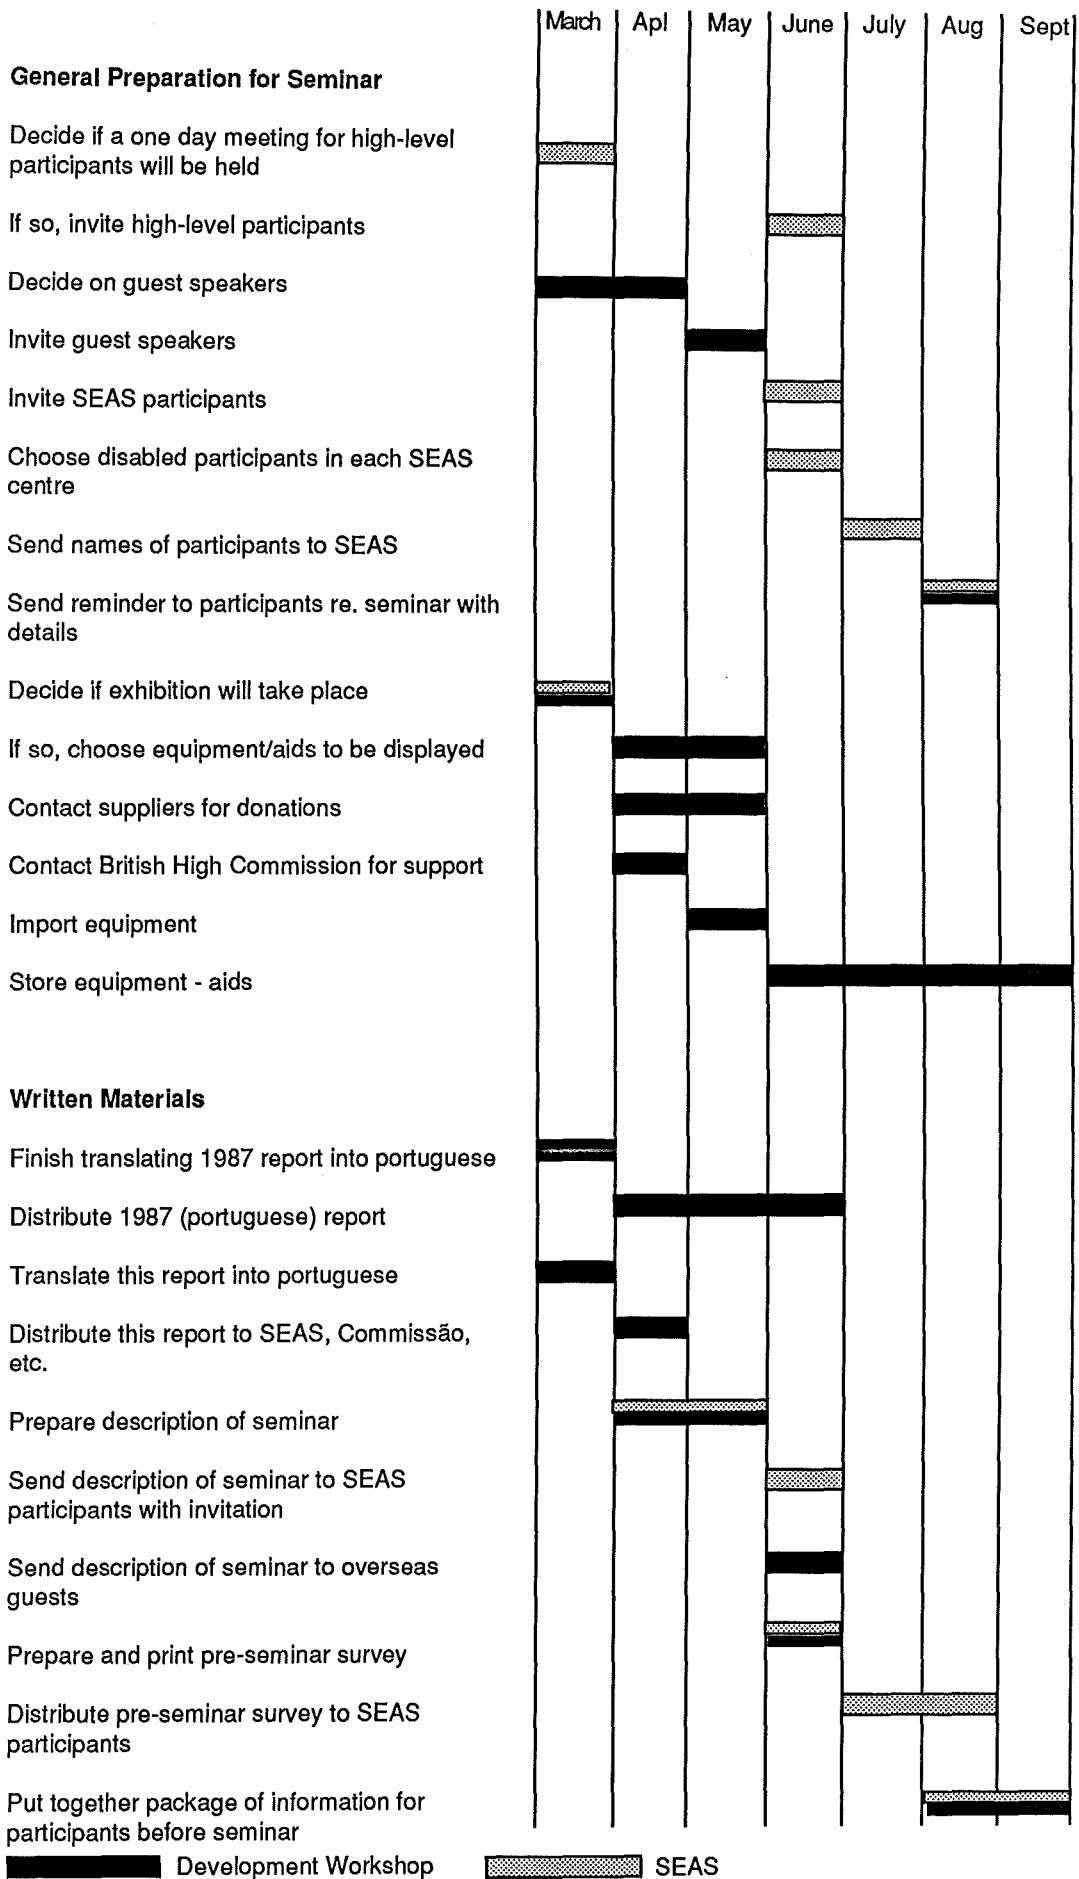 March Apl May June July Aug Sept
General Preparation for Seminar
Decide if a one day meeting for high-level
participants will be held
If so, invite high-level participants
Decide on guest speakers
Invite guest speakers
Invite SEAS participants
Choose disabled participants in each SEAS
centre
Send names of participants to SEAS
Send reminder to participants re. seminar with
details
Decide if exhibition will take place
If so, choose equipment/aids to be displayed
Contact suppliers for donations
Contact British High Commission for support
Import equipment
Store equipment - aids
Written Materials
Finish translating 1987 report into portuguese
Distribute 1987 (portuguese) report
Translate this report into portuguese
Distribute this report to SEAS, Commissão,
etc.
Prepare description of seminar
Send description of seminar to SEAS
participants with invitation
Send description of seminar to overseas
guests
Prepare and print pre-seminar survey
Distribute pre-seminar survey to SEAS
participants
Put together package of information for
participants before seminar
Development Workshop SEAS